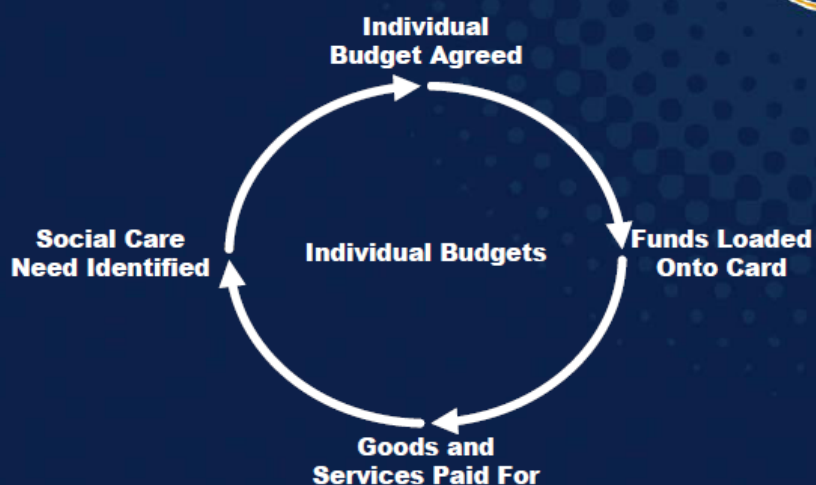 Individual
Budget Agreed
Social Care
Need Identified
Individual Budgets
Funds Loaded
Onto Card
Goods and
Services Paid For